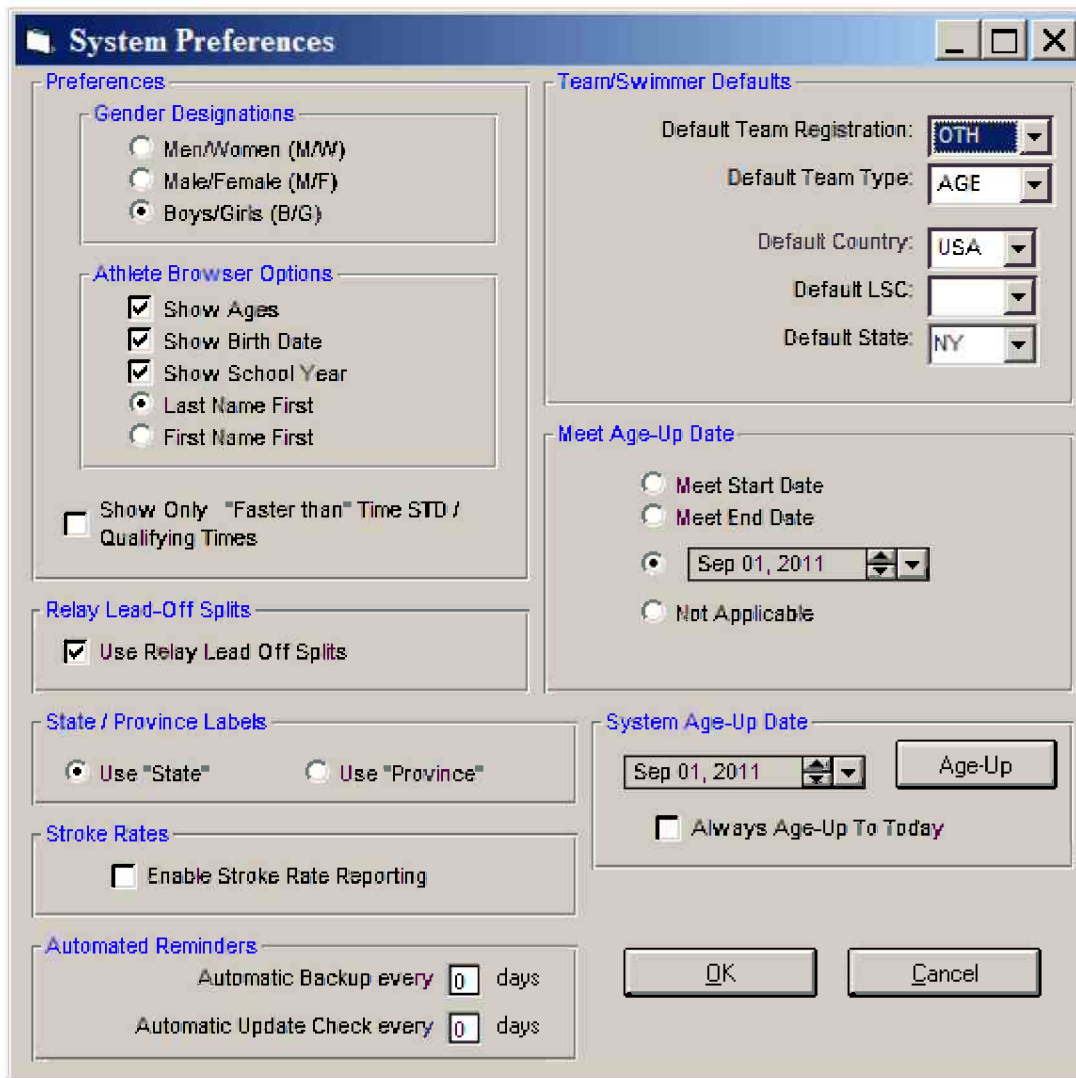 System Preferences
Preferences
Gender Designations
Men/Women (M/W)
Male/Female (M/F)
Boys/Girls (B/G)
Athlete Browser Options
Show Ages
Show Birth Date
Show School Year
Last Name First
First Name First
Show Only "Faster than" Time STD /
Qualifying Times
Relay Lead-Off Splits
Use Relay Lead Off Splits
State / Province Labels
Use "State" Use "Province"
Stroke Rates
Enable Stroke Rate Reporting
Automated Reminders
Automatic Backup every 0 days
Automatic Update Check every 0 days
Team/Swimmer Defaults
Default Team Registration: OTH
Default Team Type: AGE
Default Country: USA
Default LSC:
Default State: NY
Meet Age-Up Date
Meet Start Date
Meet End Date
Sep 01, 2011
Not Applicable
System Age-Up Date
Sep 01, 2011 Age-Up
Always Age-Up To Today
OK Cancel